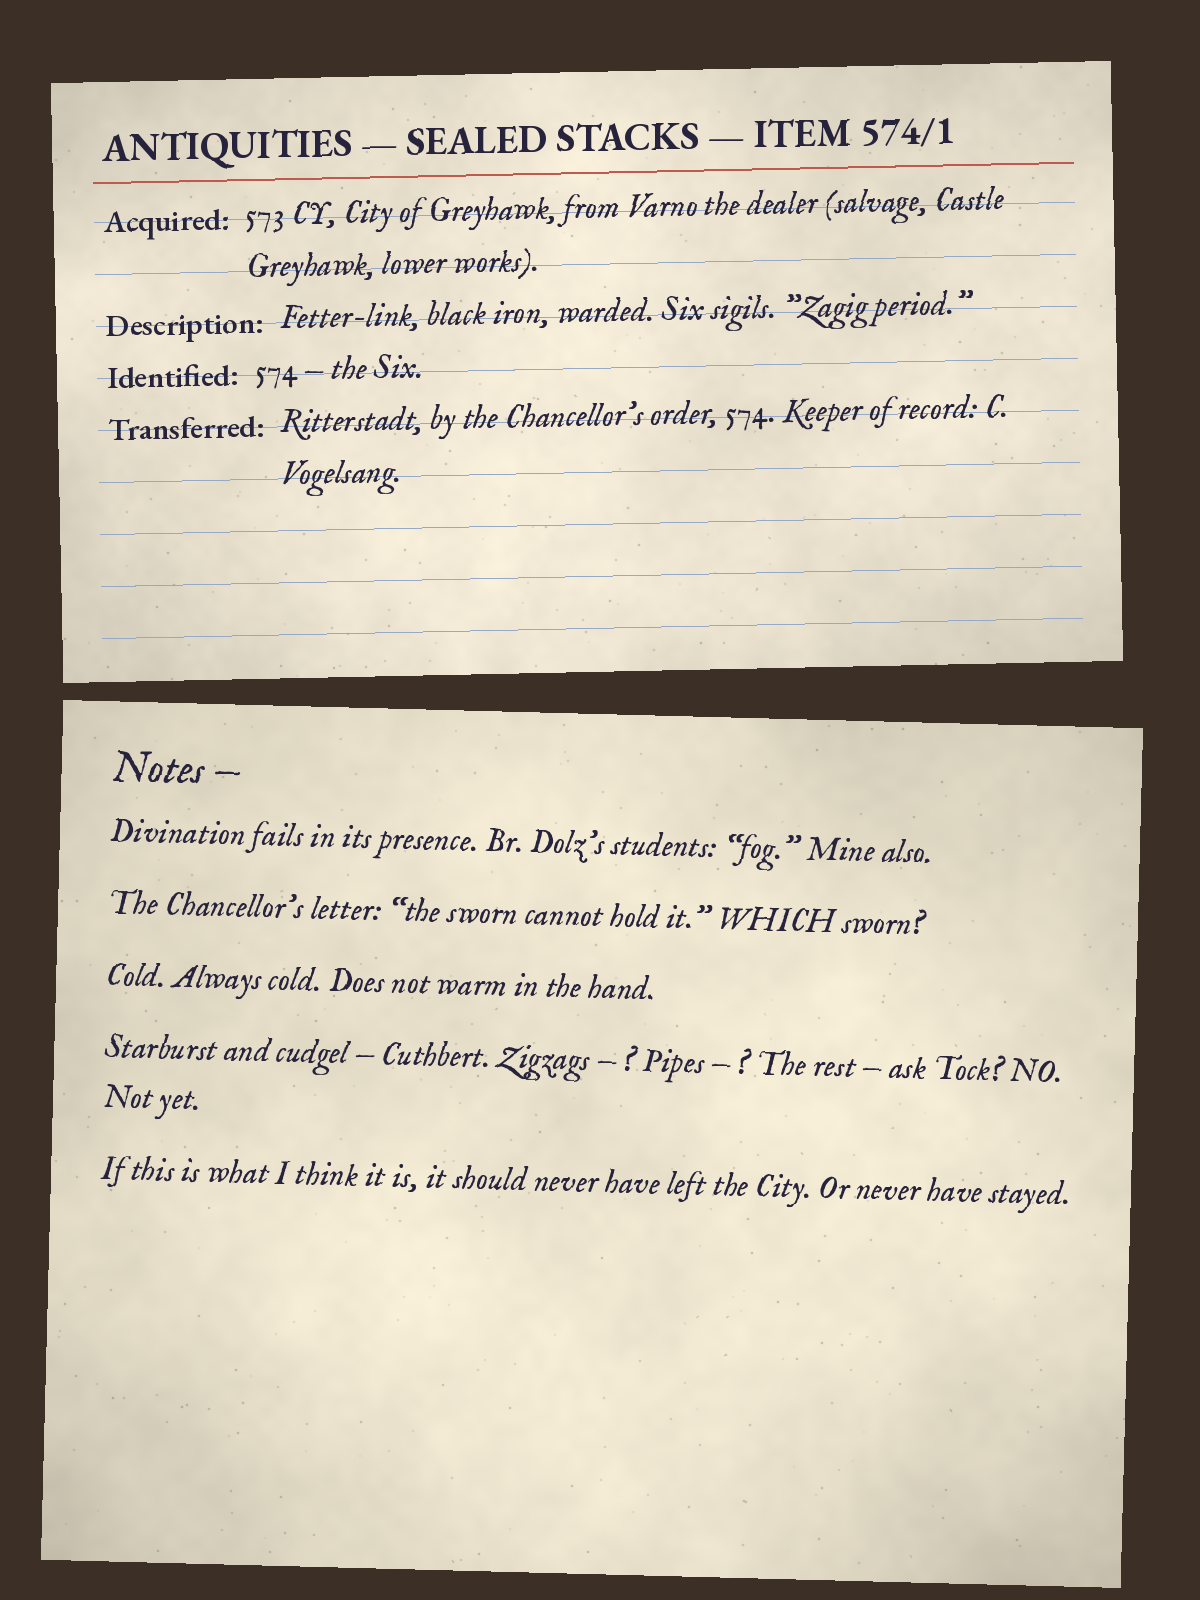 ANTIQUITIES — SEALED STACKS — ITEM 574/1
Acquired: 573 CY, City of Greyhawk, from Varno the dealer (salvage, Castle
Greyhawk, lower works).
Description: Fetter-link, black iron, warded. Six sigils. ”Zagig period.”
Identified: 574 – the Six.
Transferred: Ritterstadt, by the Chancellor’s order, 574. Keeper of record: C.
Vogelsang.
Notes –
Divination fails in its presence. Br. Dolz’s students: “fog.” Mine also.
The Chancellor’s letter: “the sworn cannot hold it.” WHICH sworn?
Cold. Always cold. Does not warm in the hand.
Starburst and cudgel – Cuthbert. Zigzags – ? Pipes – ? The rest – ask Tock? NO.
Not yet.
If this is what I think it is, it should never have left the City. Or never have stayed.